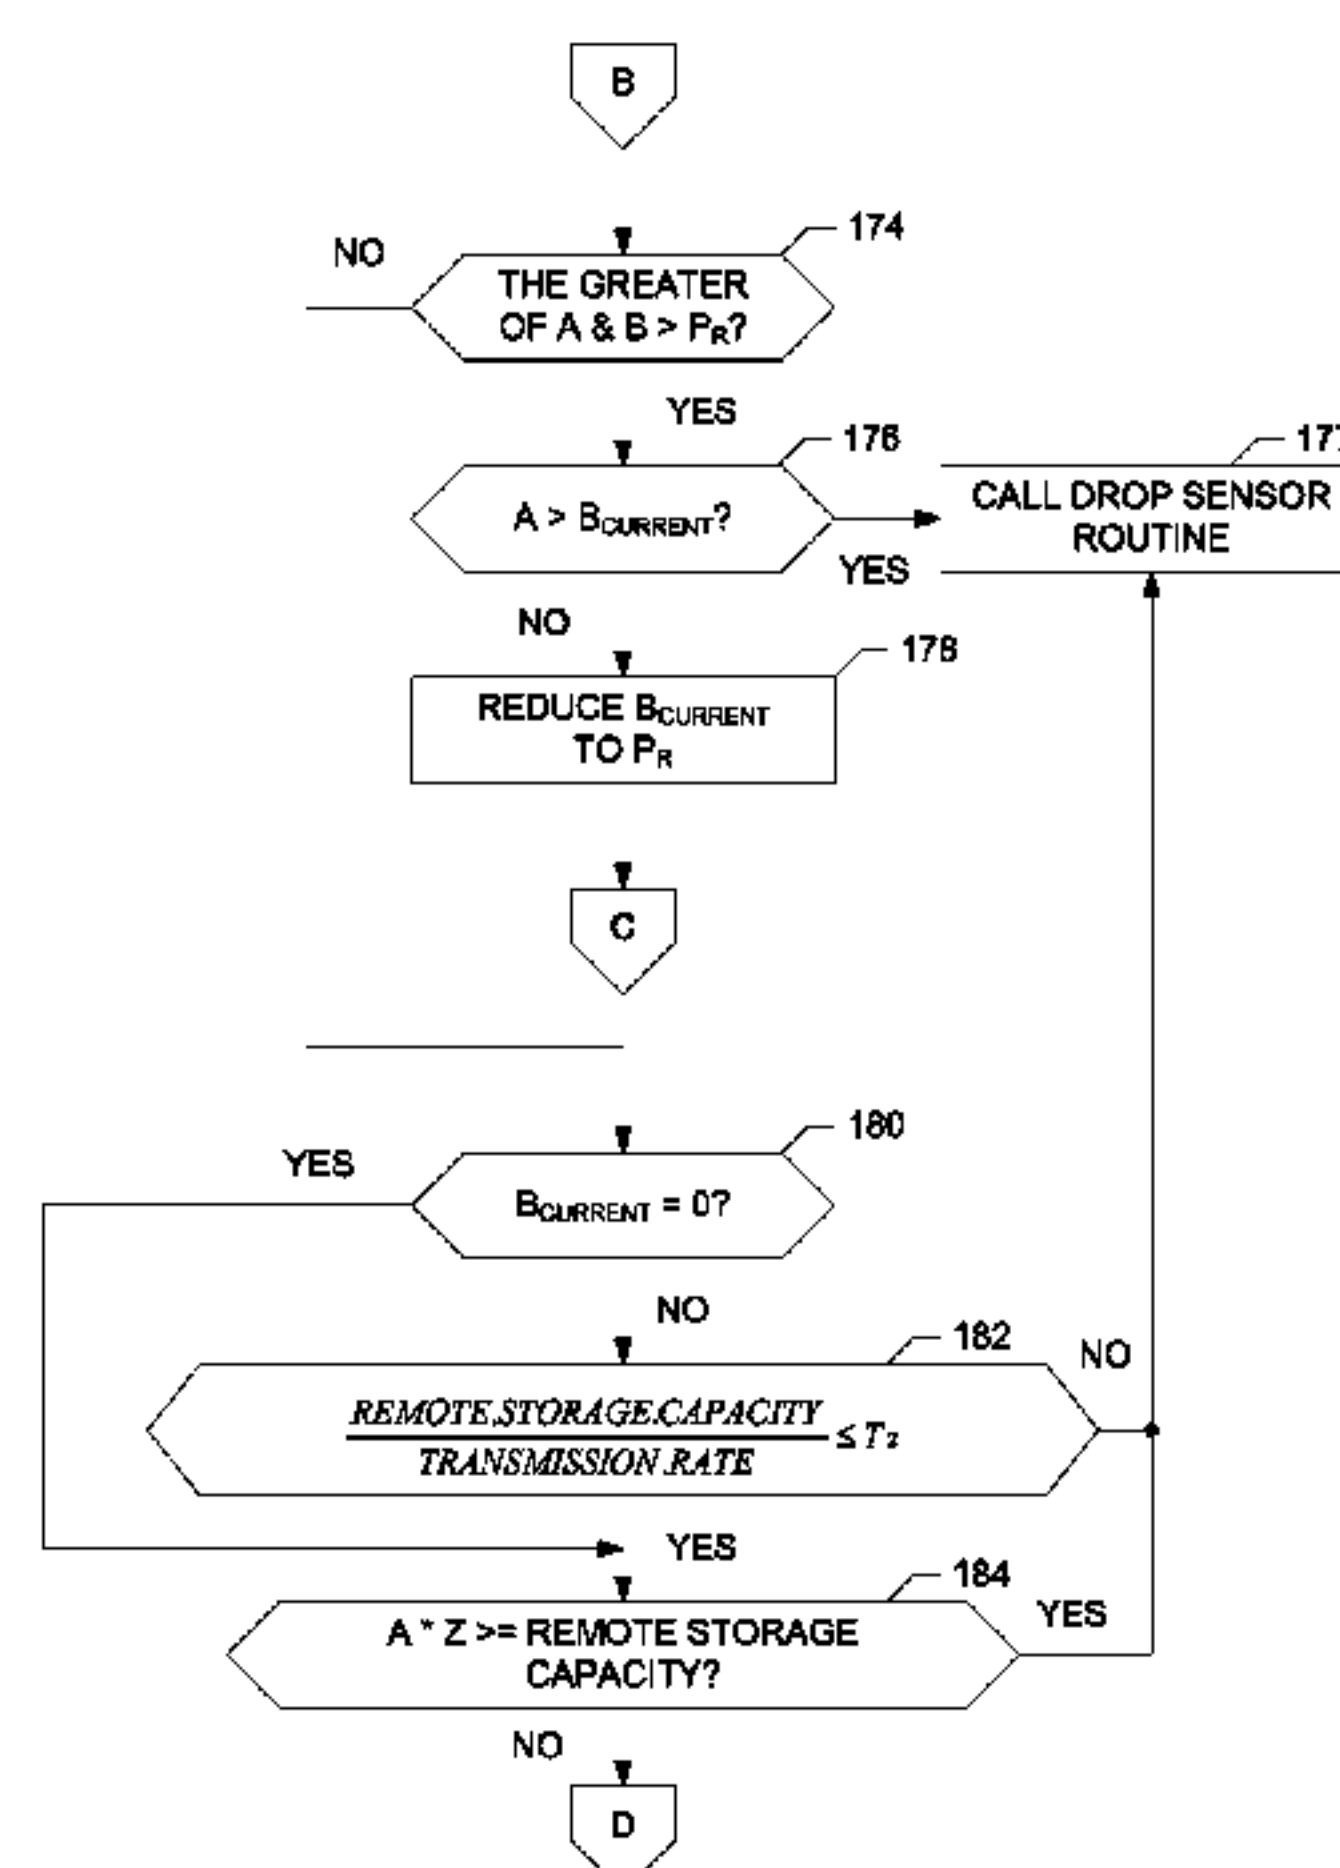 B
174
NO
THE GREATER
OF A & B > PR?
YES
176
A > BCURRENT?
YES
CALL DROP SENSOR
ROUTINE
NO
178
REDUCE BCURRENT
TO PR
C
180
YES
BCURRENT = 0?
NO
182
NO
REMOTE.STORAGE.CAPACITY
TRANSMISSION.RATE
≤ Tz
YES
184
YES
A * Z >= REMOTE STORAGE
CAPACITY?
NO
D